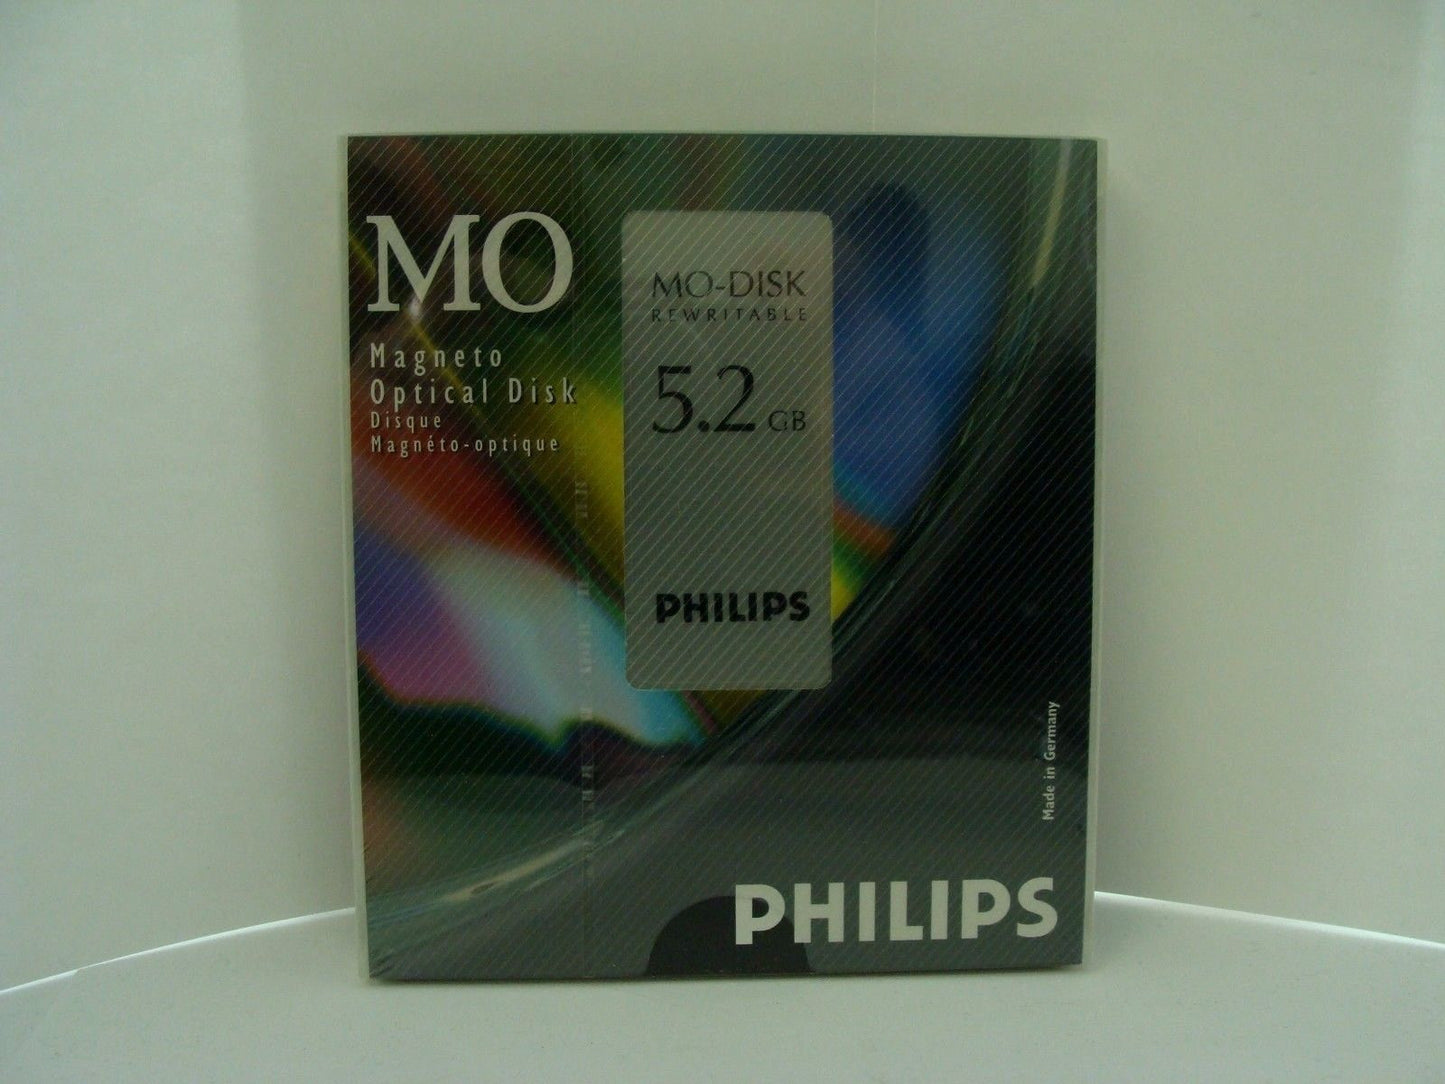 MO
Magneto
Optical Disk
Disque
Magnéto-optique
MO-DISK
REWRITABLE
5.2 GB
PHILIPS
Made in Germany
PHILIPS